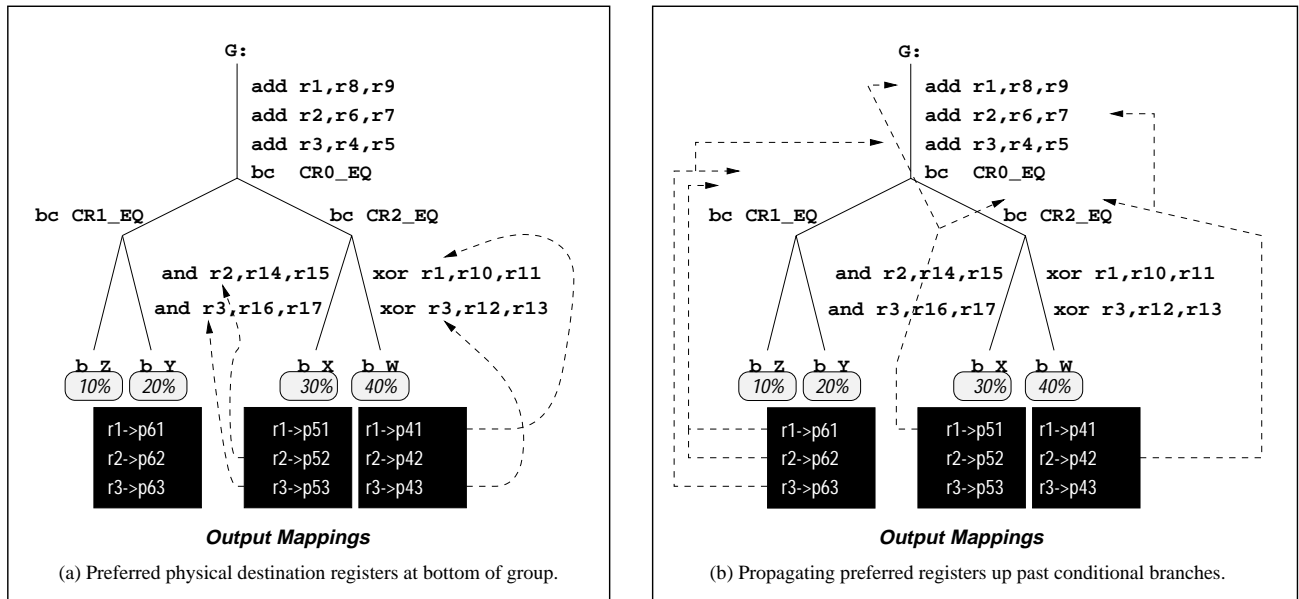 G:
add r1,r8,r9
add r2,r6,r7
add r3,r4,r5
bc CR0_EQ
bc CR1_EQ
bc CR2_EQ
and r2,r14,r15
xor r1,r10,r11
and r3,r16,r17
xor r3,r12,r13
b Z
b Y
b X
b W
10%
20%
30%
40%
r1->p61
r2->p62
r3->p63
r1->p51
r2->p52
r3->p53
r1->p41
r2->p42
r3->p43
Output Mappings
(a) Preferred physical destination registers at bottom of group.
G:
add r1,r8,r9
add r2,r6,r7
add r3,r4,r5
bc CR0_EQ
bc CR1_EQ
bc CR2_EQ
and r2,r14,r15
xor r1,r10,r11
and r3,r16,r17
xor r3,r12,r13
b Z
b Y
b X
b W
10%
20%
30%
40%
r1->p61
r2->p62
r3->p63
r1->p51
r2->p52
r3->p53
r1->p41
r2->p42
r3->p43
Output Mappings
(b) Propagating preferred registers up past conditional branches.